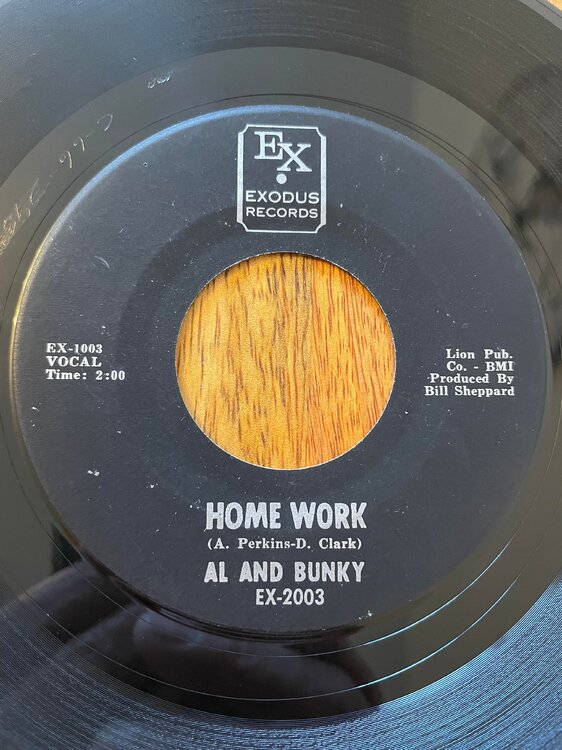 EX
EXODUS
RECORDS
EX-1003
VOCAL
Time: 2:00
Lion Pub.
Co. - BMI
Produced By
Bill Sheppard
HOME WORK
(A. Perkins-D. Clark)
AL AND BUNKY
EX-2003